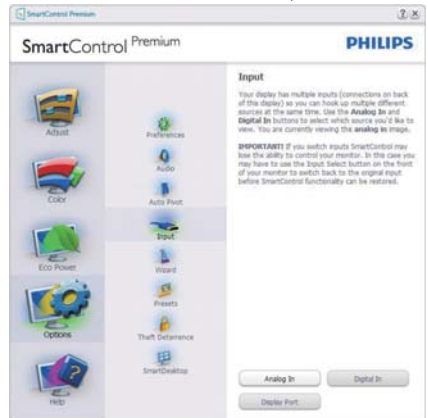 SmartControl Premium
SmartControl Premium
PHILIPS
Adjust
Color
Eco Power
Options
Help
Preferences
Audio
Auto Pivot
Input
Wizard
Presets
Theft Deterrence
SmartDesktop
Input
Your display has multiple inputs (connections on back
of this display) so you can hook up multiple different
sources at the same time. Use the Analog In and
Digital In buttons to select which source you'd like to
view. You are currently viewing the analog in image.
IMPORTANT! If you switch inputs SmartControl may
lose the ability to control your monitor. In this case you
may have to use the Input Select button on the front
of your monitor to switch back to the original input
before SmartControl functionality can be restored.
Analog In
Digital In
Display Port